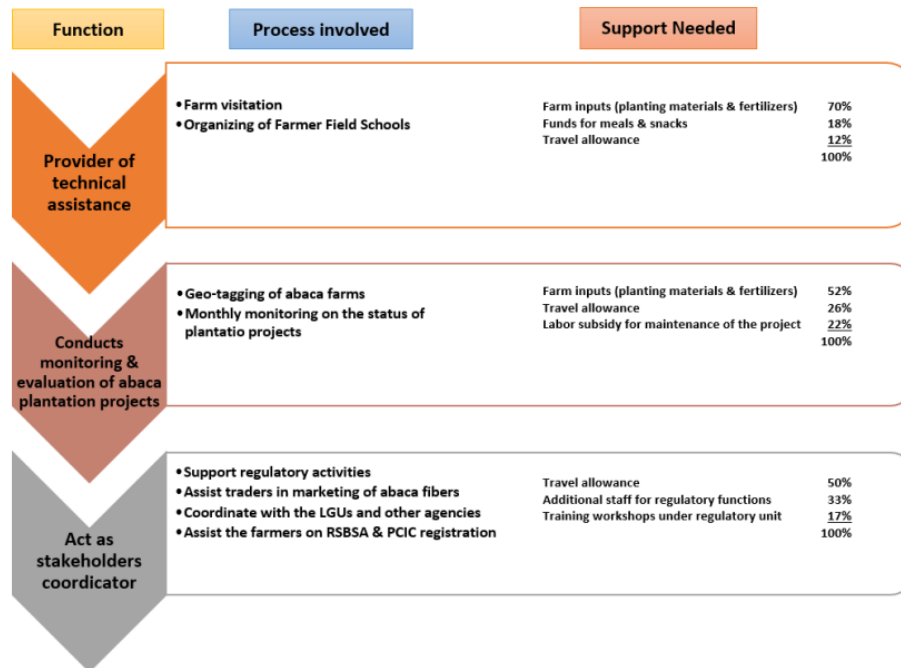 Function
Process involved
Support Needed
Provider of
technical
assistance
• Farm visitation
• Organizing of Farmer Field Schools
Farm inputs (planting materials & fertilizers) 70%
Funds for meals & snacks 18%
Travel allowance 12%
100%
Conducts
monitoring &
evaluation of abaca
plantation projects
• Geo-tagging of abaca farms
• Monthly monitoring on the status of
plantatio projects
Farm inputs (planting materials & fertilizers) 52%
Travel allowance 26%
Labor subsidy for maintenance of the project 22%
100%
Act as
stakeholders
coordinator
• Support regulatory activities
• Assist traders in marketing of abaca fibers
• Coordinate with the LGUs and other agencies
• Assist the farmers on RSBSA & PCIC registration
Travel allowance 50%
Additional staff for regulatory functions 33%
Training workshops under regulatory unit 17%
100%